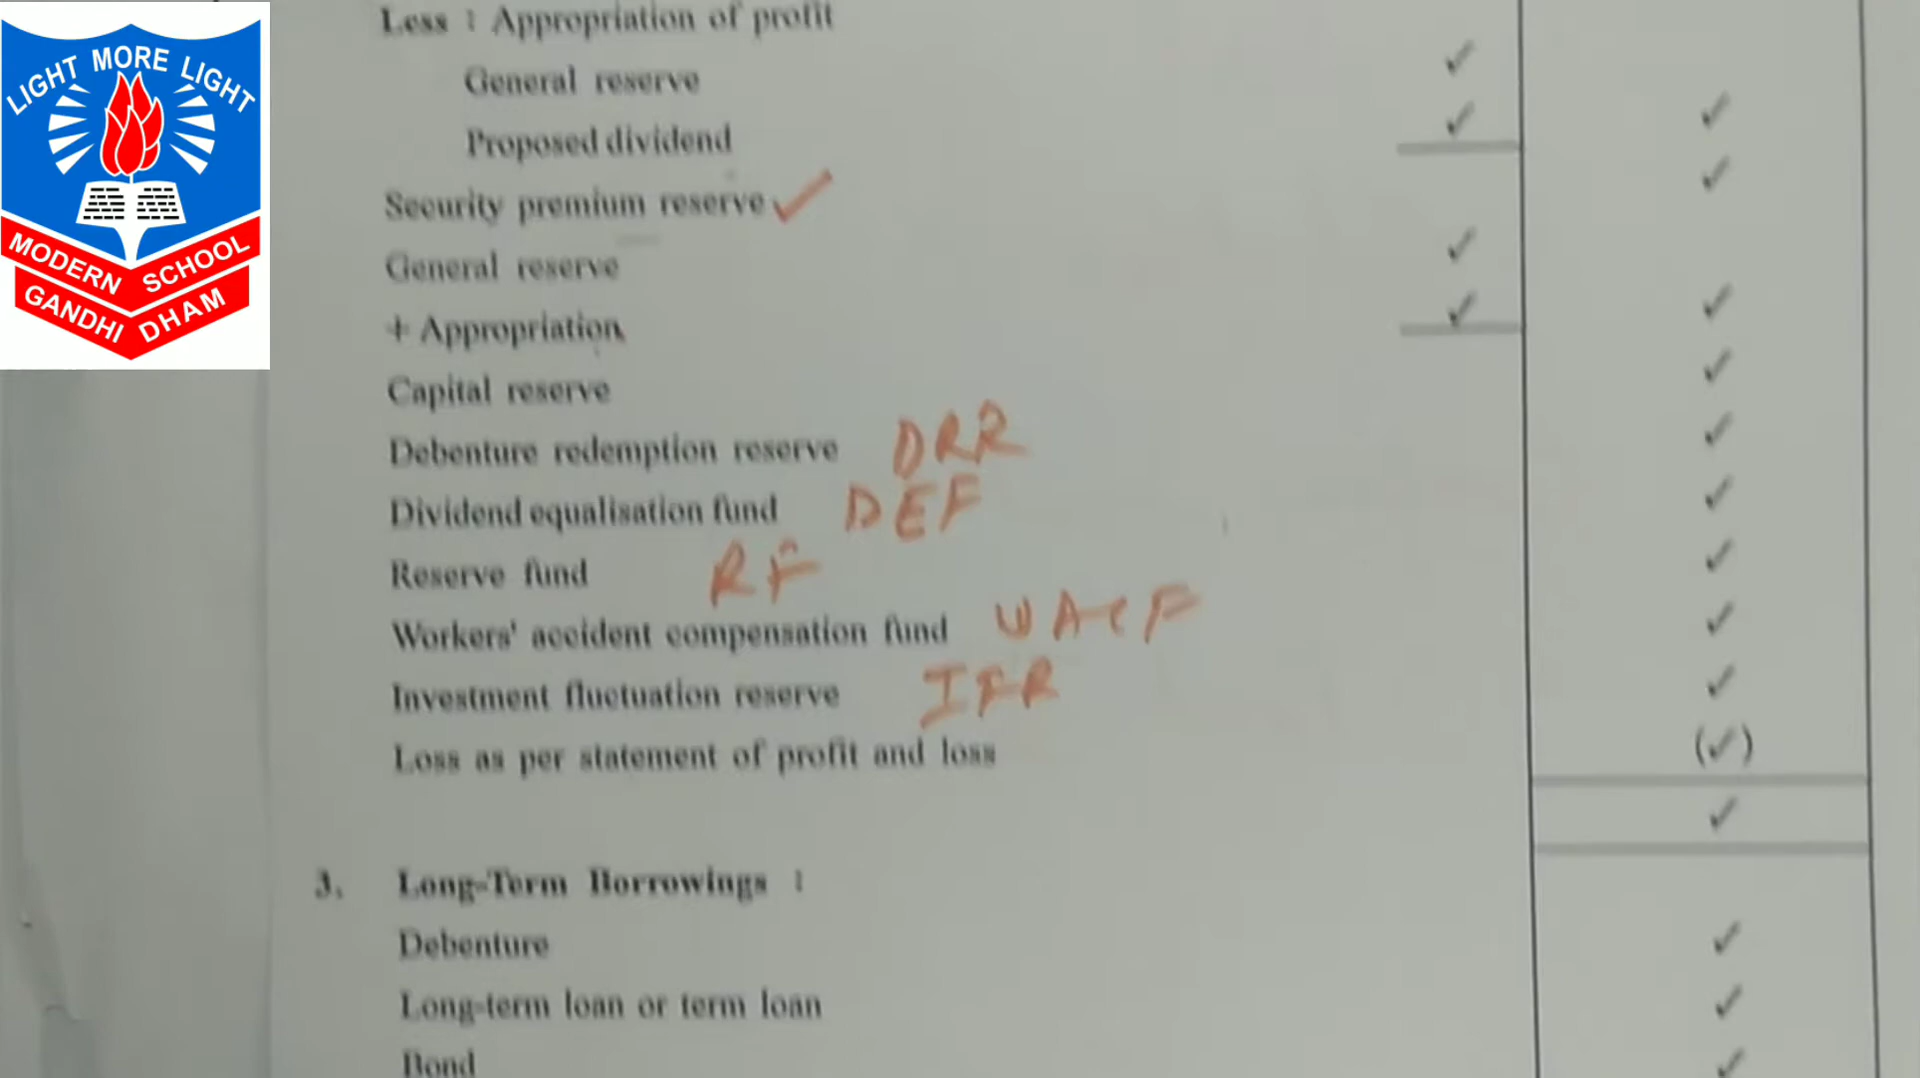 LIGHT MORE LIGHT
MODERN SCHOOL
GANDHI DHAM
Less : Appropriation of profit
General reserve
Proposed dividend
Security premium reserve
General reserve
+ Appropriation
Capital reserve
Debenture redemption reserve DRR
Dividend equalisation fund DEF
Reserve fund RF
Workers' accident compensation fund WACF
Investment fluctuation reserve IFR
Loss as per statement of profit and loss
3. Long-Term Borrowings :
Debenture
Long-term loan or term loan
Bond